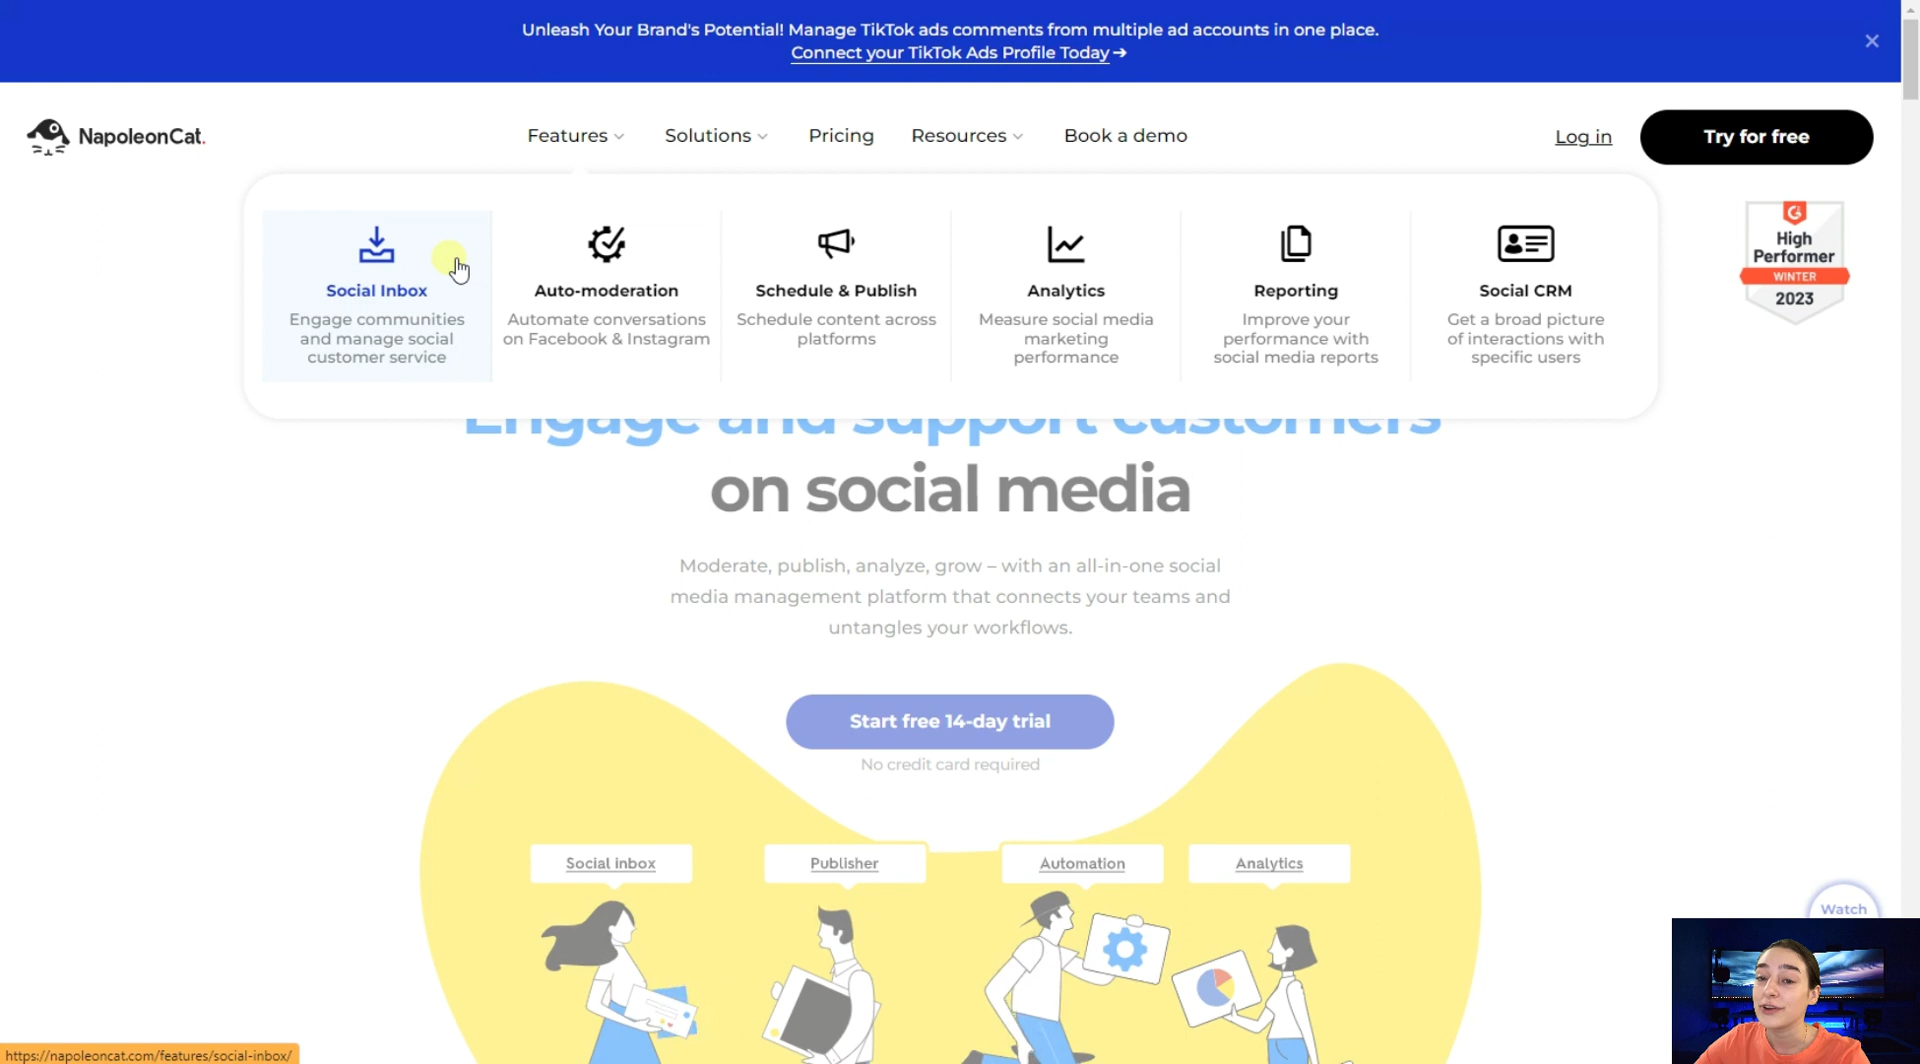 Unleash Your Brand's Potential! Manage TikTok ads comments from multiple ad accounts in one place.
Connect your TikTok Ads Profile Today →
NapoleonCat.
Features
Solutions
Pricing
Resources
Book a demo
Log in
Try for free
Social Inbox
Engage communities
and manage social
customer service
Auto-moderation
Automate conversations
on Facebook & Instagram
Schedule & Publish
Schedule content across
platforms
Analytics
Measure social media
marketing
performance
Reporting
Improve your
performance with
social media reports
Social CRM
Get a broad picture
of interactions with
specific users
High
Performer
WINTER
2023
Engage and support customers
on social media
Moderate, publish, analyze, grow – with an all-in-one social
media management platform that connects your teams and
untangles your workflows.
Start free 14-day trial
No credit card required
Social inbox
Publisher
Automation
Analytics
Watch
https://napoleoncat.com/features/social-inbox/